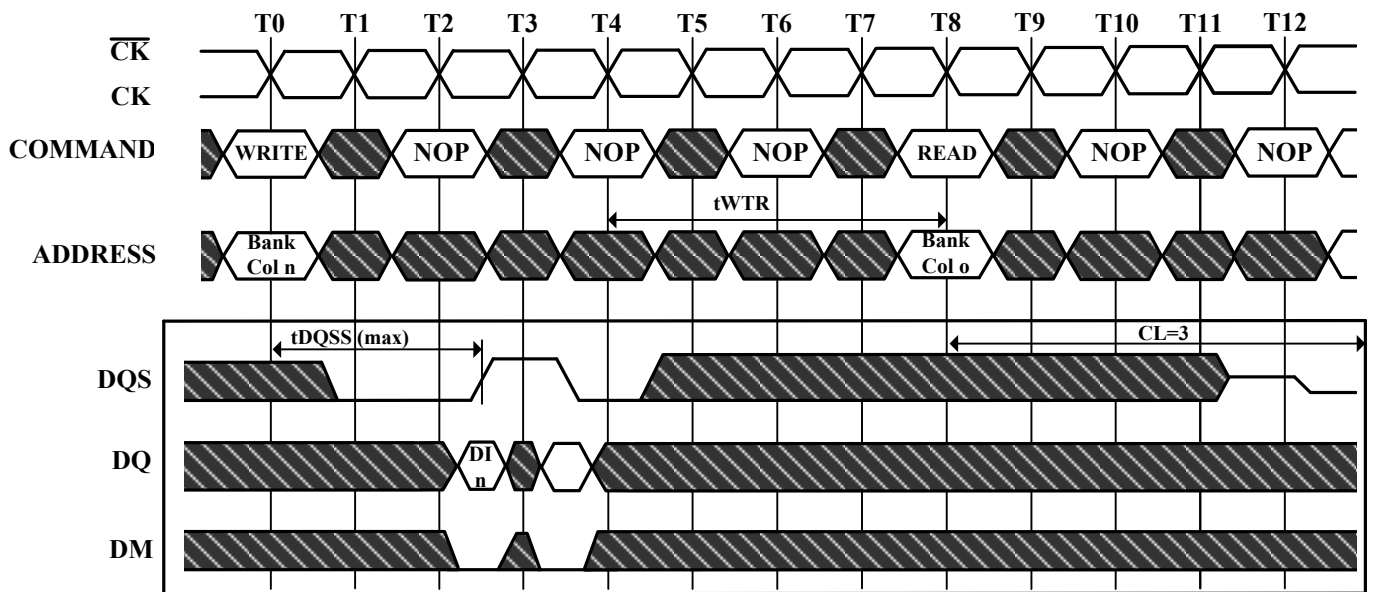 T0 T1 T2 T3 T4 T5 T6 T7 T8 T9 T10 T11 T12
CK
CK
COMMAND
WRITE NOP NOP NOP READ NOP NOP
tWTR
ADDRESS
Bank
Col n
Bank
Col o
tDQSS (max)
CL=3
DQS
DQ
DI
n
DM